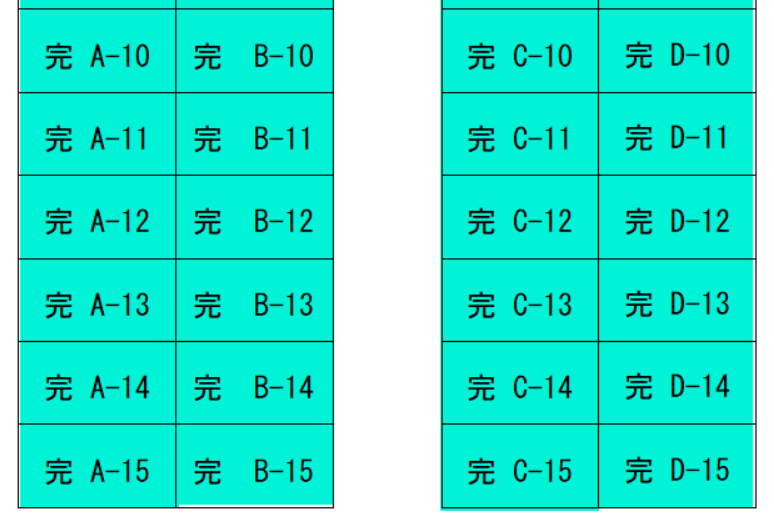 完 A-10 完 B-10 完 C-10 完 D-10
完 A-11 完 B-11 完 C-11 完 D-11
完 A-12 完 B-12 完 C-12 完 D-12
完 A-13 完 B-13 完 C-13 完 D-13
完 A-14 完 B-14 完 C-14 完 D-14
完 A-15 完 B-15 完 C-15 完 D-15